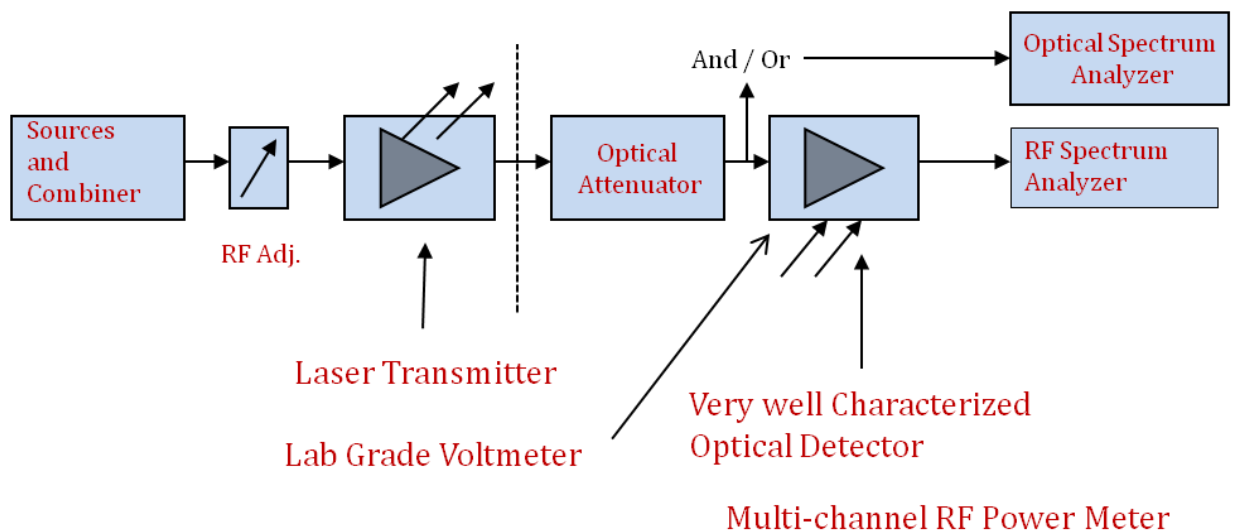 And / Or
Optical Spectrum
Analyzer
Sources
and
Combiner
Optical
Attenuator
RF Spectrum
Analyzer
RF Adj.
Laser Transmitter
Very well Characterized
Optical Detector
Lab Grade Voltmeter
Multi-channel RF Power Meter